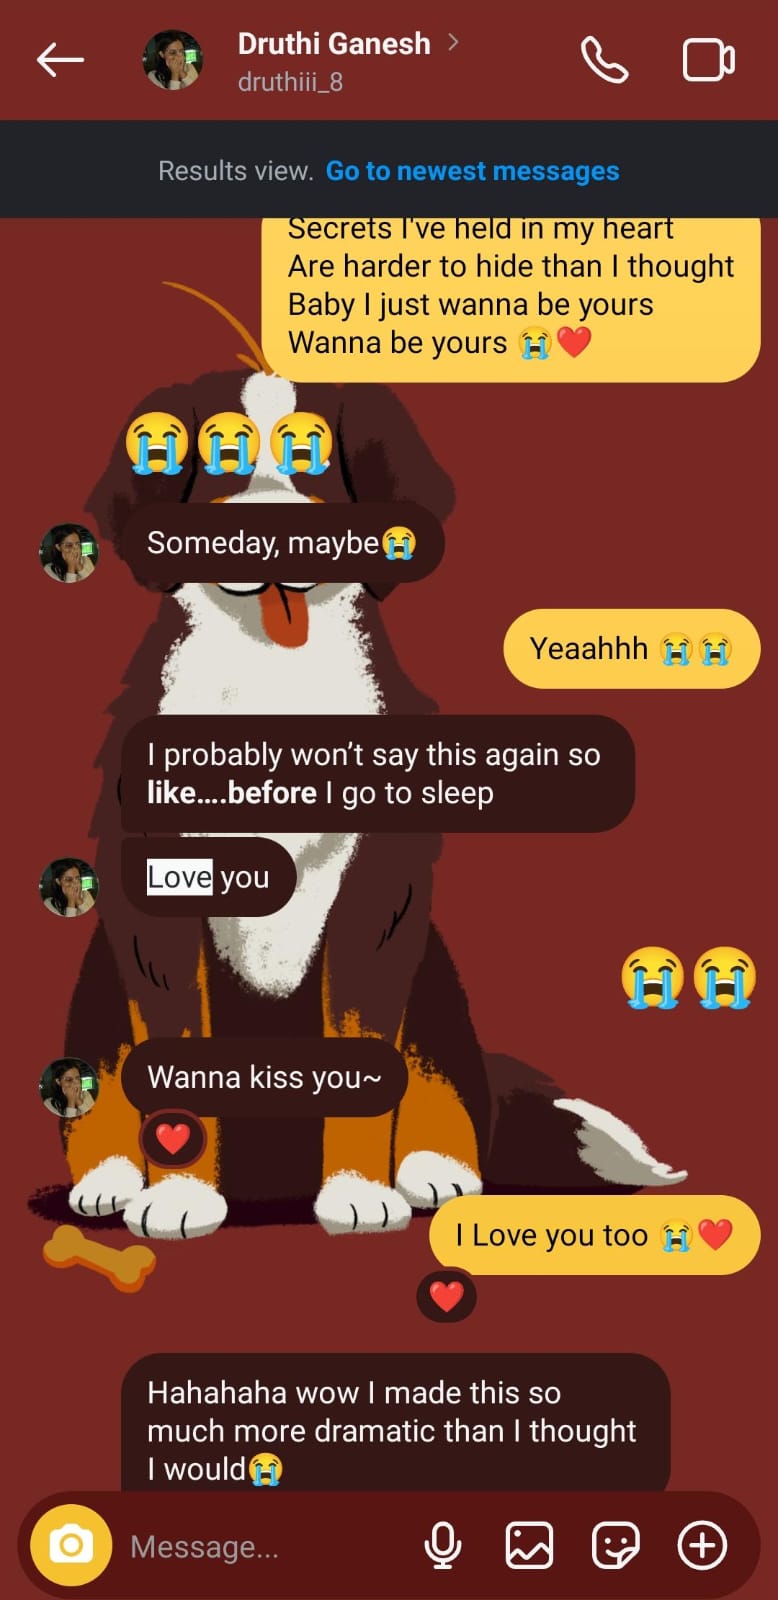 Druthi Ganesh
druthiii_8
Results view. Go to newest messages
Secrets I've held in my heart
Are harder to hide than I thought
Baby I just wanna be yours
Wanna be yours 😭❤️
😭😭😭
Someday, maybe😭
Yeaahhh 😭😭
I probably won’t say this again so
like....before I go to sleep
Love you
😭😭
Wanna kiss you~
❤️
I Love you too 😭❤️
❤️
Hahahaha wow I made this so
much more dramatic than I thought
I would😭
Message...